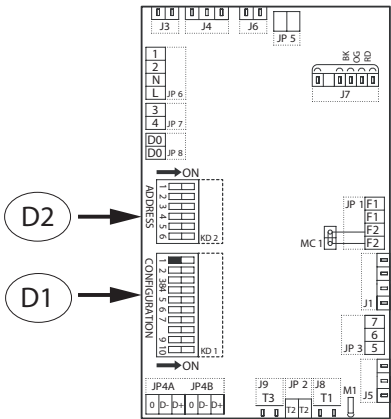 J3 J4 J6
JP 5
BK
OG
RD
J7
1
2
N
L JP 6
3
4 JP 7
D0
D0 JP 8
ON
ADDRESS
1
2
3
4
5
6
KD 2
D2
JP 1 F1
F1
F2
MC 1 F2
CONFIGURATION
1
2
3
4
5
6
7
8
9
10
KD 1
D1
ON
J1
7
6
JP 3 5
JP4A JP4B
0 D- D+ 0 D- D+
J9 JP 2 J8 M1 J5
T3 T2 T2 T1